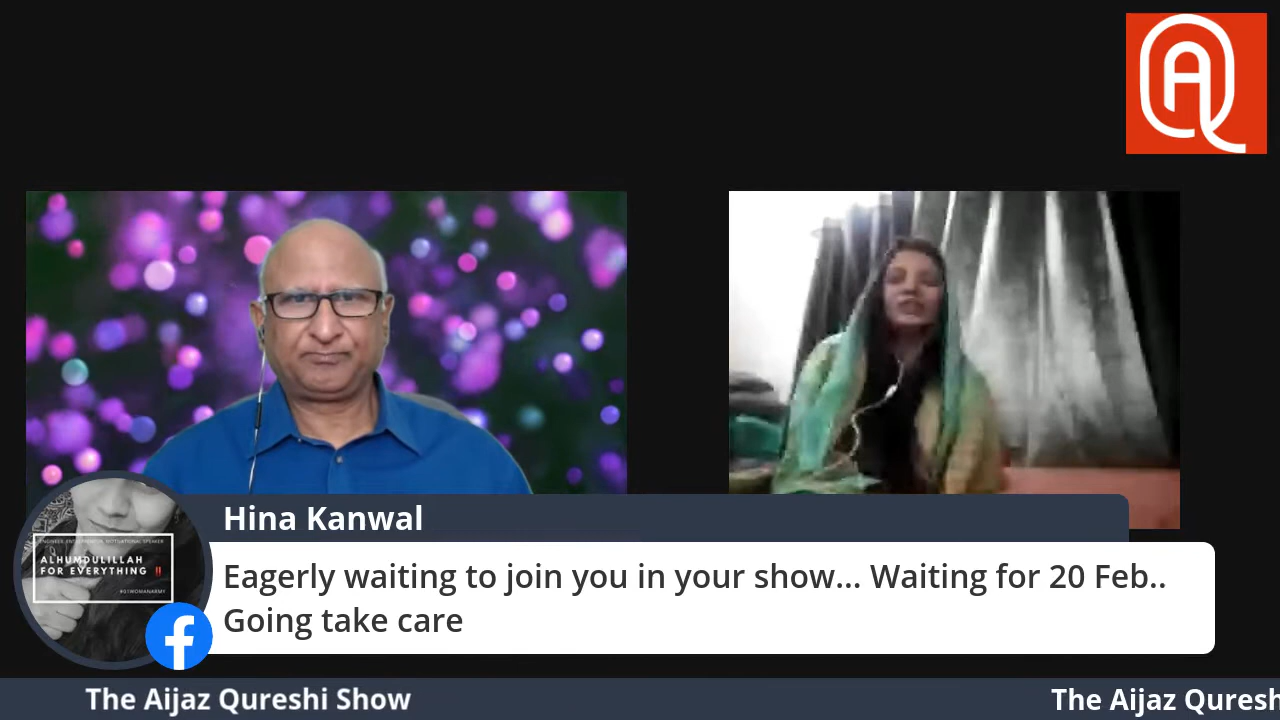 Hina Kanwal
Eagerly waiting to join you in your show... Waiting for 20 Feb..
Going take care
ALHUMDULILLAH
FOR EVERYTHING ‼
The Aijaz Qureshi Show
The Aijaz Quresh